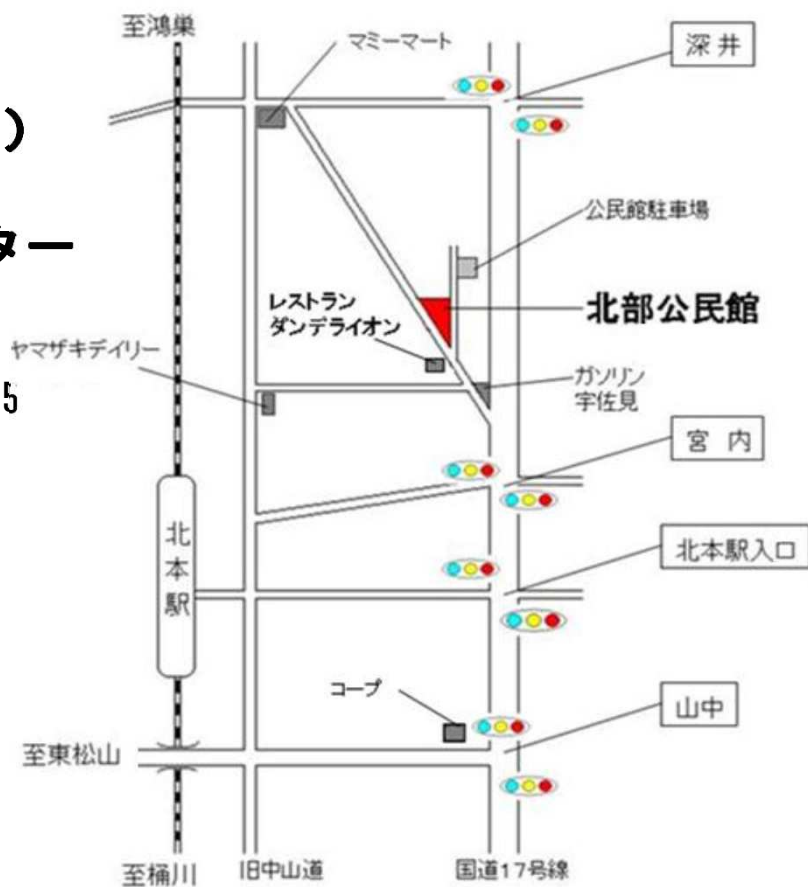 至鴻巣
マミーマート
深井
)
公民館駐車場
ター
レストラン
ダンデライオン
北部公民館
ヤマザキデイリー
ガソリン
宇佐見
5
宮内
北本駅
北本駅入口
コープ
山中
至東松山
至桶川
旧中山道
国道17号線